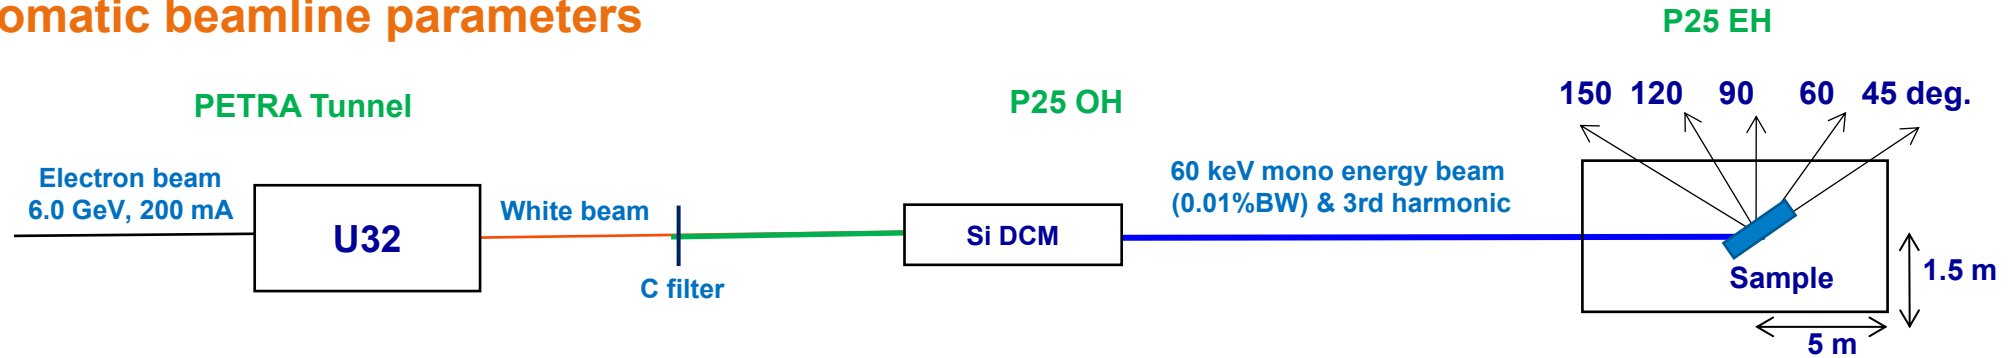 omatic beamline parameters
P25 EH
PETRA Tunnel
P25 OH
150 120 90 60 45 deg.
Electron beam
6.0 GeV, 200 mA
U32
White beam
C filter
Si DCM
60 keV mono energy beam
(0.01%BW) & 3rd harmonic
Sample
1.5 m
5 m